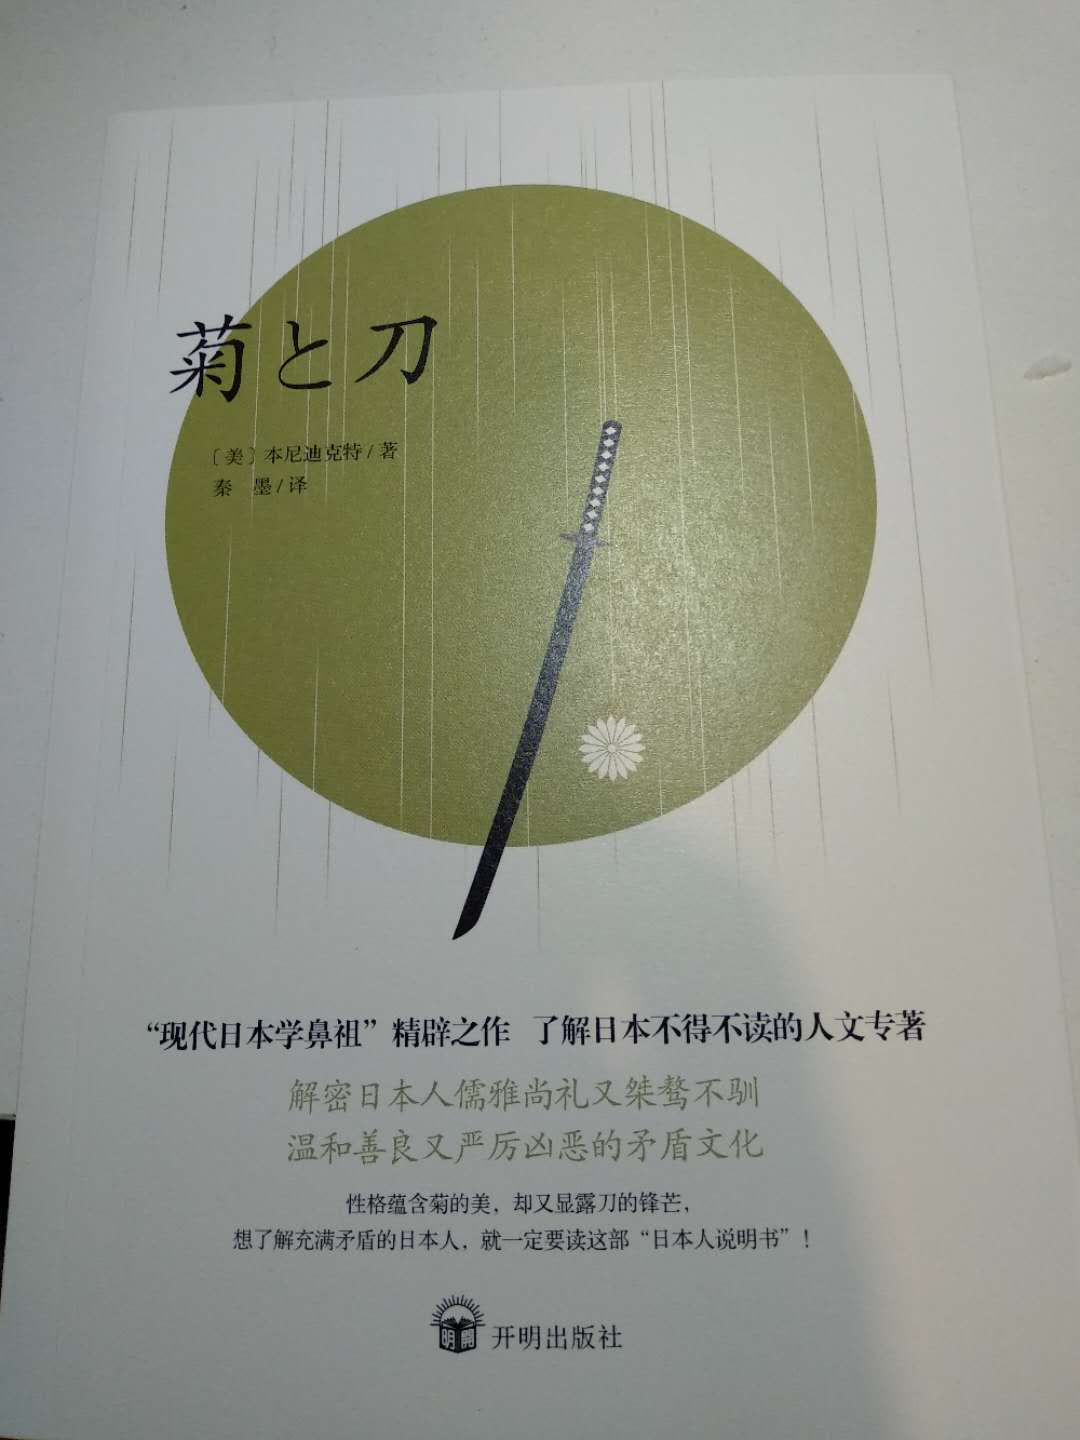 菊と刀
〔美〕本尼迪克特/著
秦 墨/译
“现代日本学鼻祖”精辟之作 了解日本不得不读的人文专著
解密日本人儒雅尚礼又桀骜不驯
温和善良又严厉凶恶的矛盾文化
性格蕴含菊的美，却又显露刀的锋芒，
想了解充满矛盾的日本人，就一定要读这部“日本人说明书”！
明開
开明出版社